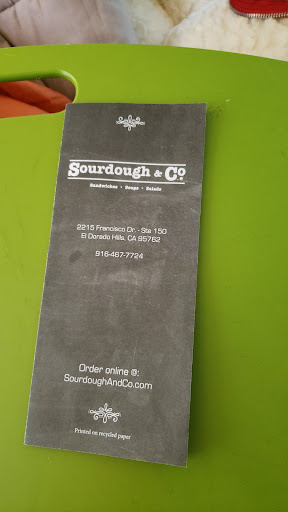 Sourdough & Co.
Sandwiches • Soups • Salads
2215 Francisco Dr. - Ste 150
El Dorado Hills, CA 95762
916-467-7724
Order online @:
SourdoughAndCo.com
Printed on recycled paper